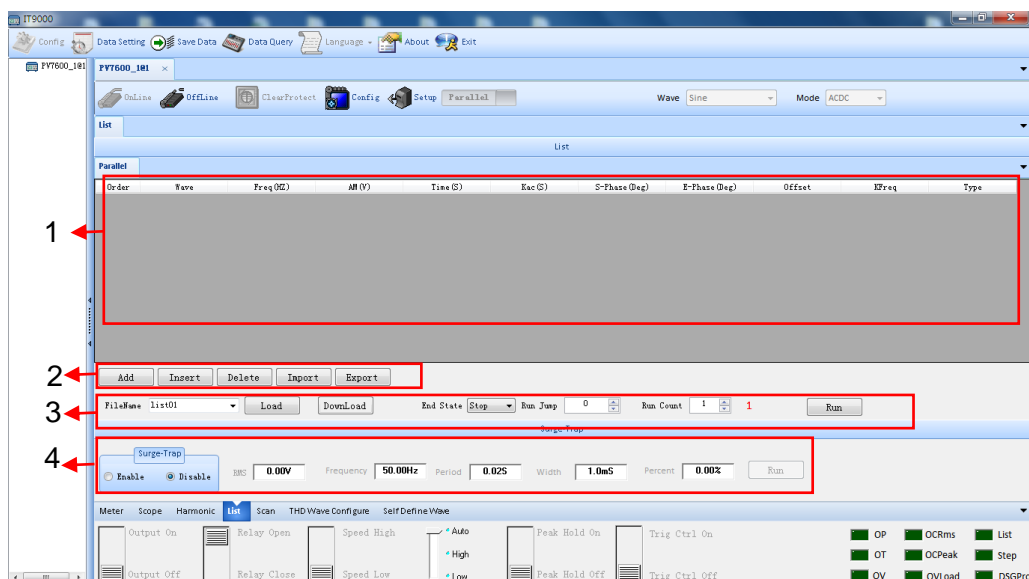 IT9000
Config Data Setting Save Data Data Query Language About Exit
PV7600_1@1 PV7600_1@1 ×
OnLine OffLine ClearProtect Config Setup Parallel Wave Sine Mode ACDC
List
List
Parallel
Order Wave Freq(HZ) AM(V) Time(S) Kac(S) S-Phase(Deg) E-Phase(Deg) Offset KFreq Type
1
2 Add Insert Delete Import Export
3 FileName list01 Load DownLoad End State Stop Run Jump 0 Run Count 1 1 Run
Surge-Trap
4 Surge-Trap
Enable Disable RMS 0.00V Frequency 50.00Hz Period 0.02S Width 1.0mS Percent 0.00% Run
Meter Scope Harmonic List Scan THD Wave Configure Self Define Wave
Output On Relay Open Speed High Auto Peak Hold On Trig Ctrl On OP OCRms List
High OT OCPeak Step
Output Off Relay Close Speed Low Low Peak Hold Off Trig Ctrl Off OV OVLoad DSGPro